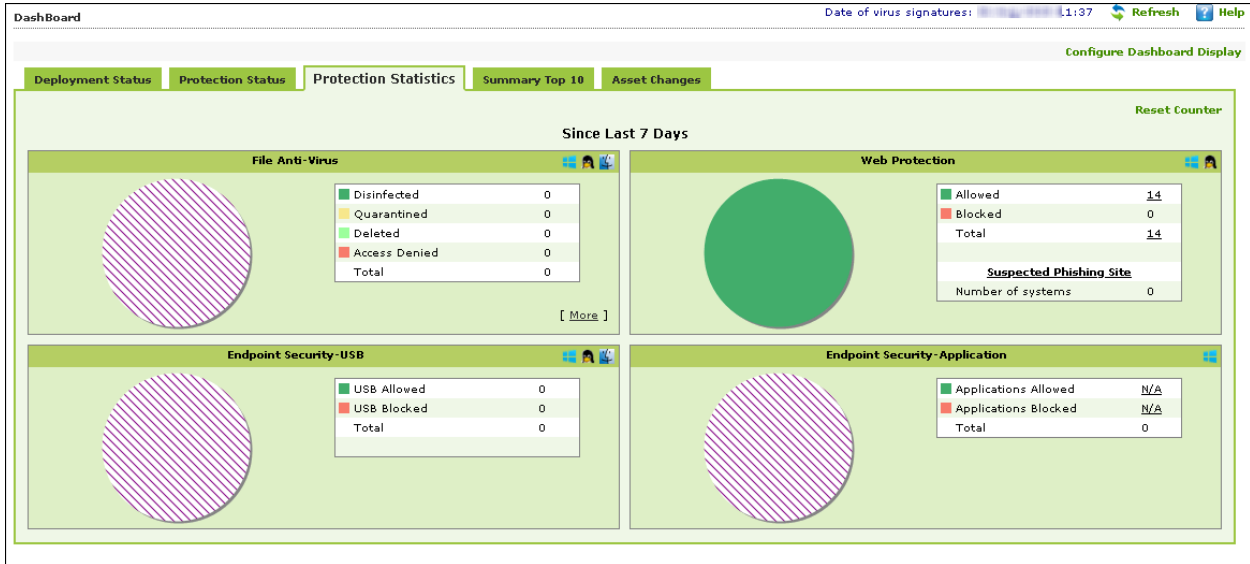 DashBoard
Date of virus signatures: 1:37 Refresh Help
Configure Dashboard Display
Deployment Status Protection Status Protection Statistics Summary Top 10 Asset Changes
Reset Counter
Since Last 7 Days
File Anti-Virus
Disinfected 0
Quarantined 0
Deleted 0
Access Denied 0
Total 0
[ More ]
Web Protection
Allowed 14
Blocked 0
Total 14
Suspected Phishing Site
Number of systems 0
Endpoint Security-USB
USB Allowed 0
USB Blocked 0
Total 0
Endpoint Security-Application
Applications Allowed N/A
Applications Blocked N/A
Total 0